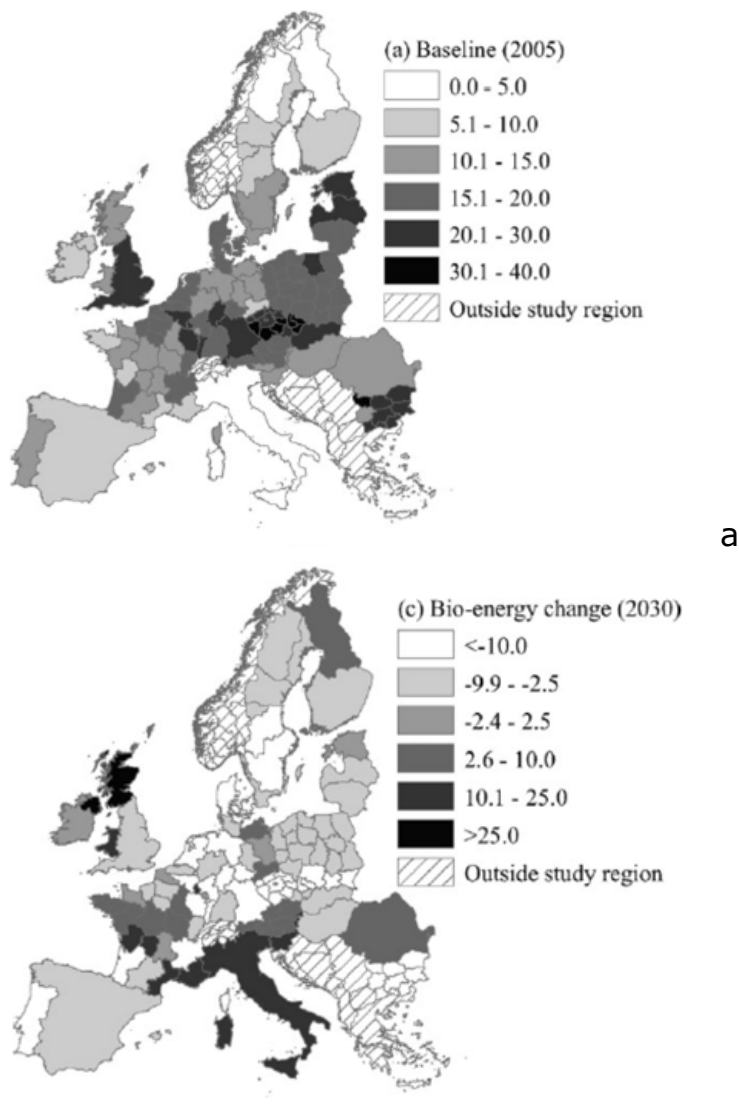 (a) Baseline (2005)
0.0 - 5.0
5.1 - 10.0
10.1 - 15.0
15.1 - 20.0
20.1 - 30.0
30.1 - 40.0
Outside study region
a
(c) Bio-energy change (2030)
<-10.0
-9.9 - -2.5
-2.4 - 2.5
2.6 - 10.0
10.1 - 25.0
>25.0
Outside study region